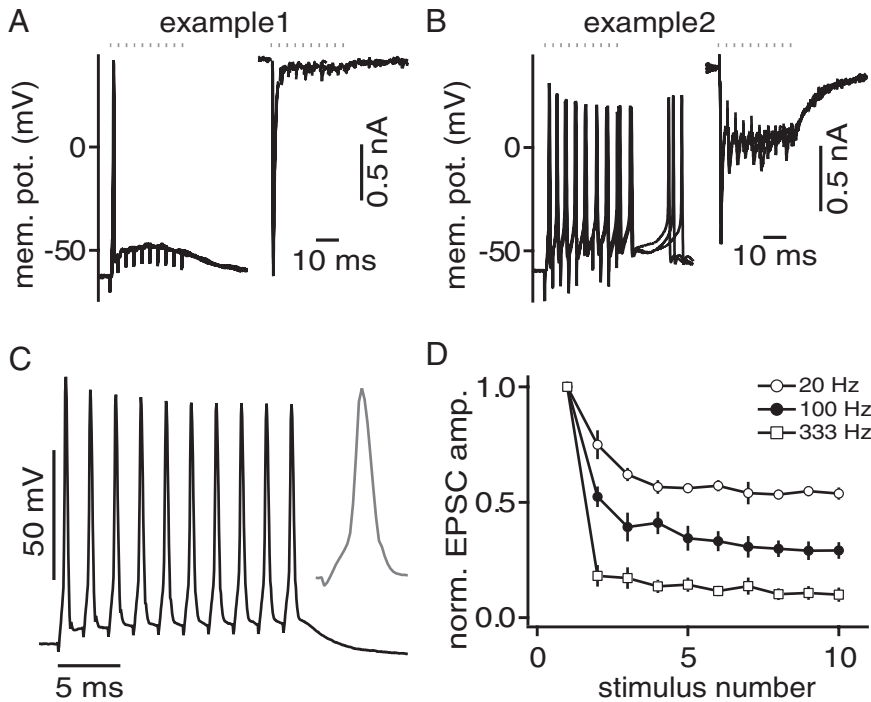 A
example1
mem. pot. (mV)
0
-50
0.5 nA
10 ms
B
example2
mem. pot. (mV)
0
-50
0.5 nA
10 ms
C
50 mV
5 ms
D
norm. EPSC amp.
1.0
0.5
0.0
20 Hz
100 Hz
333 Hz
0
5
10
stimulus number